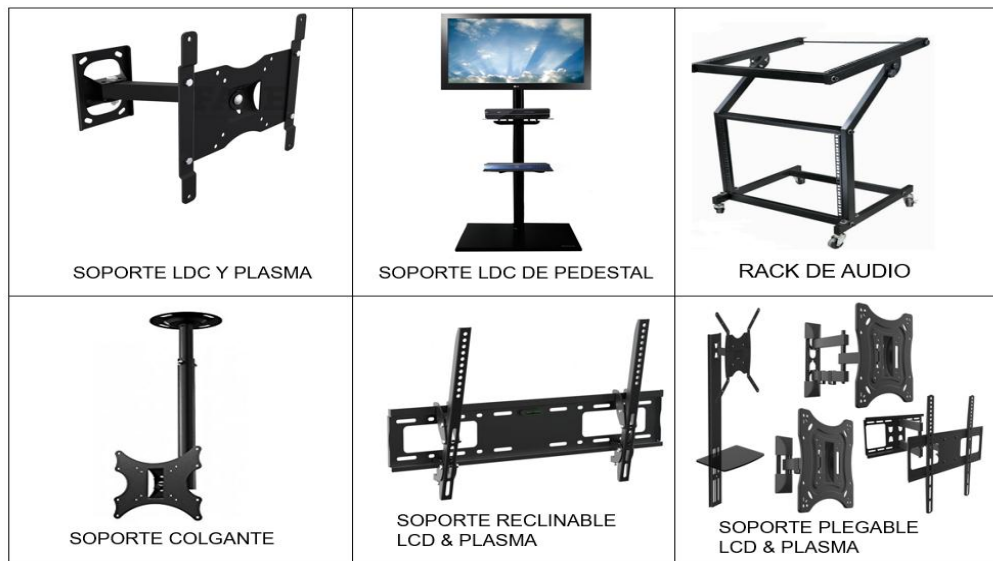 SOPORTE LDC Y PLASMA
SOPORTE LDC DE PEDESTAL
RACK DE AUDIO
SOPORTE COLGANTE
SOPORTE RECLINABLE
LCD & PLASMA
SOPORTE PLEGABLE
LCD & PLASMA